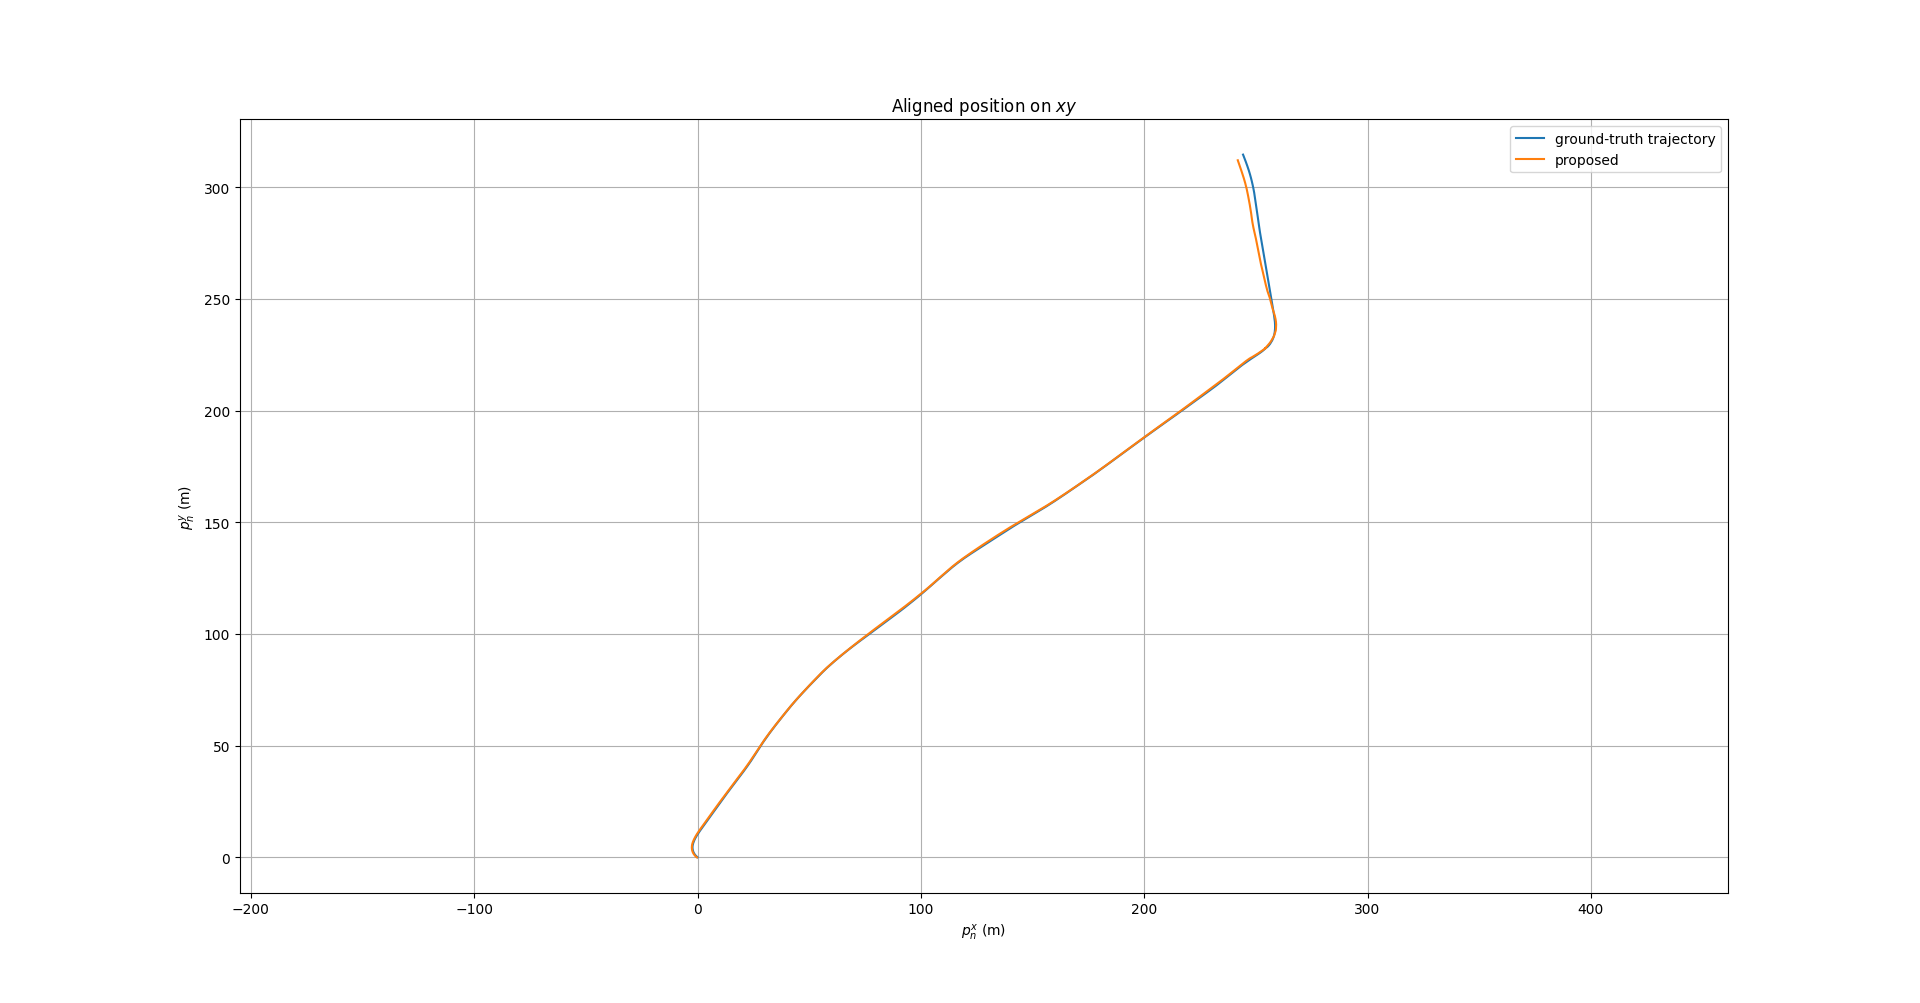 Aligned position on xy
ground-truth trajectory
proposed
300
250
200
150
100
50
0
p_n^y (m)
−200 −100 0 100 200 300 400
p_n^x (m)